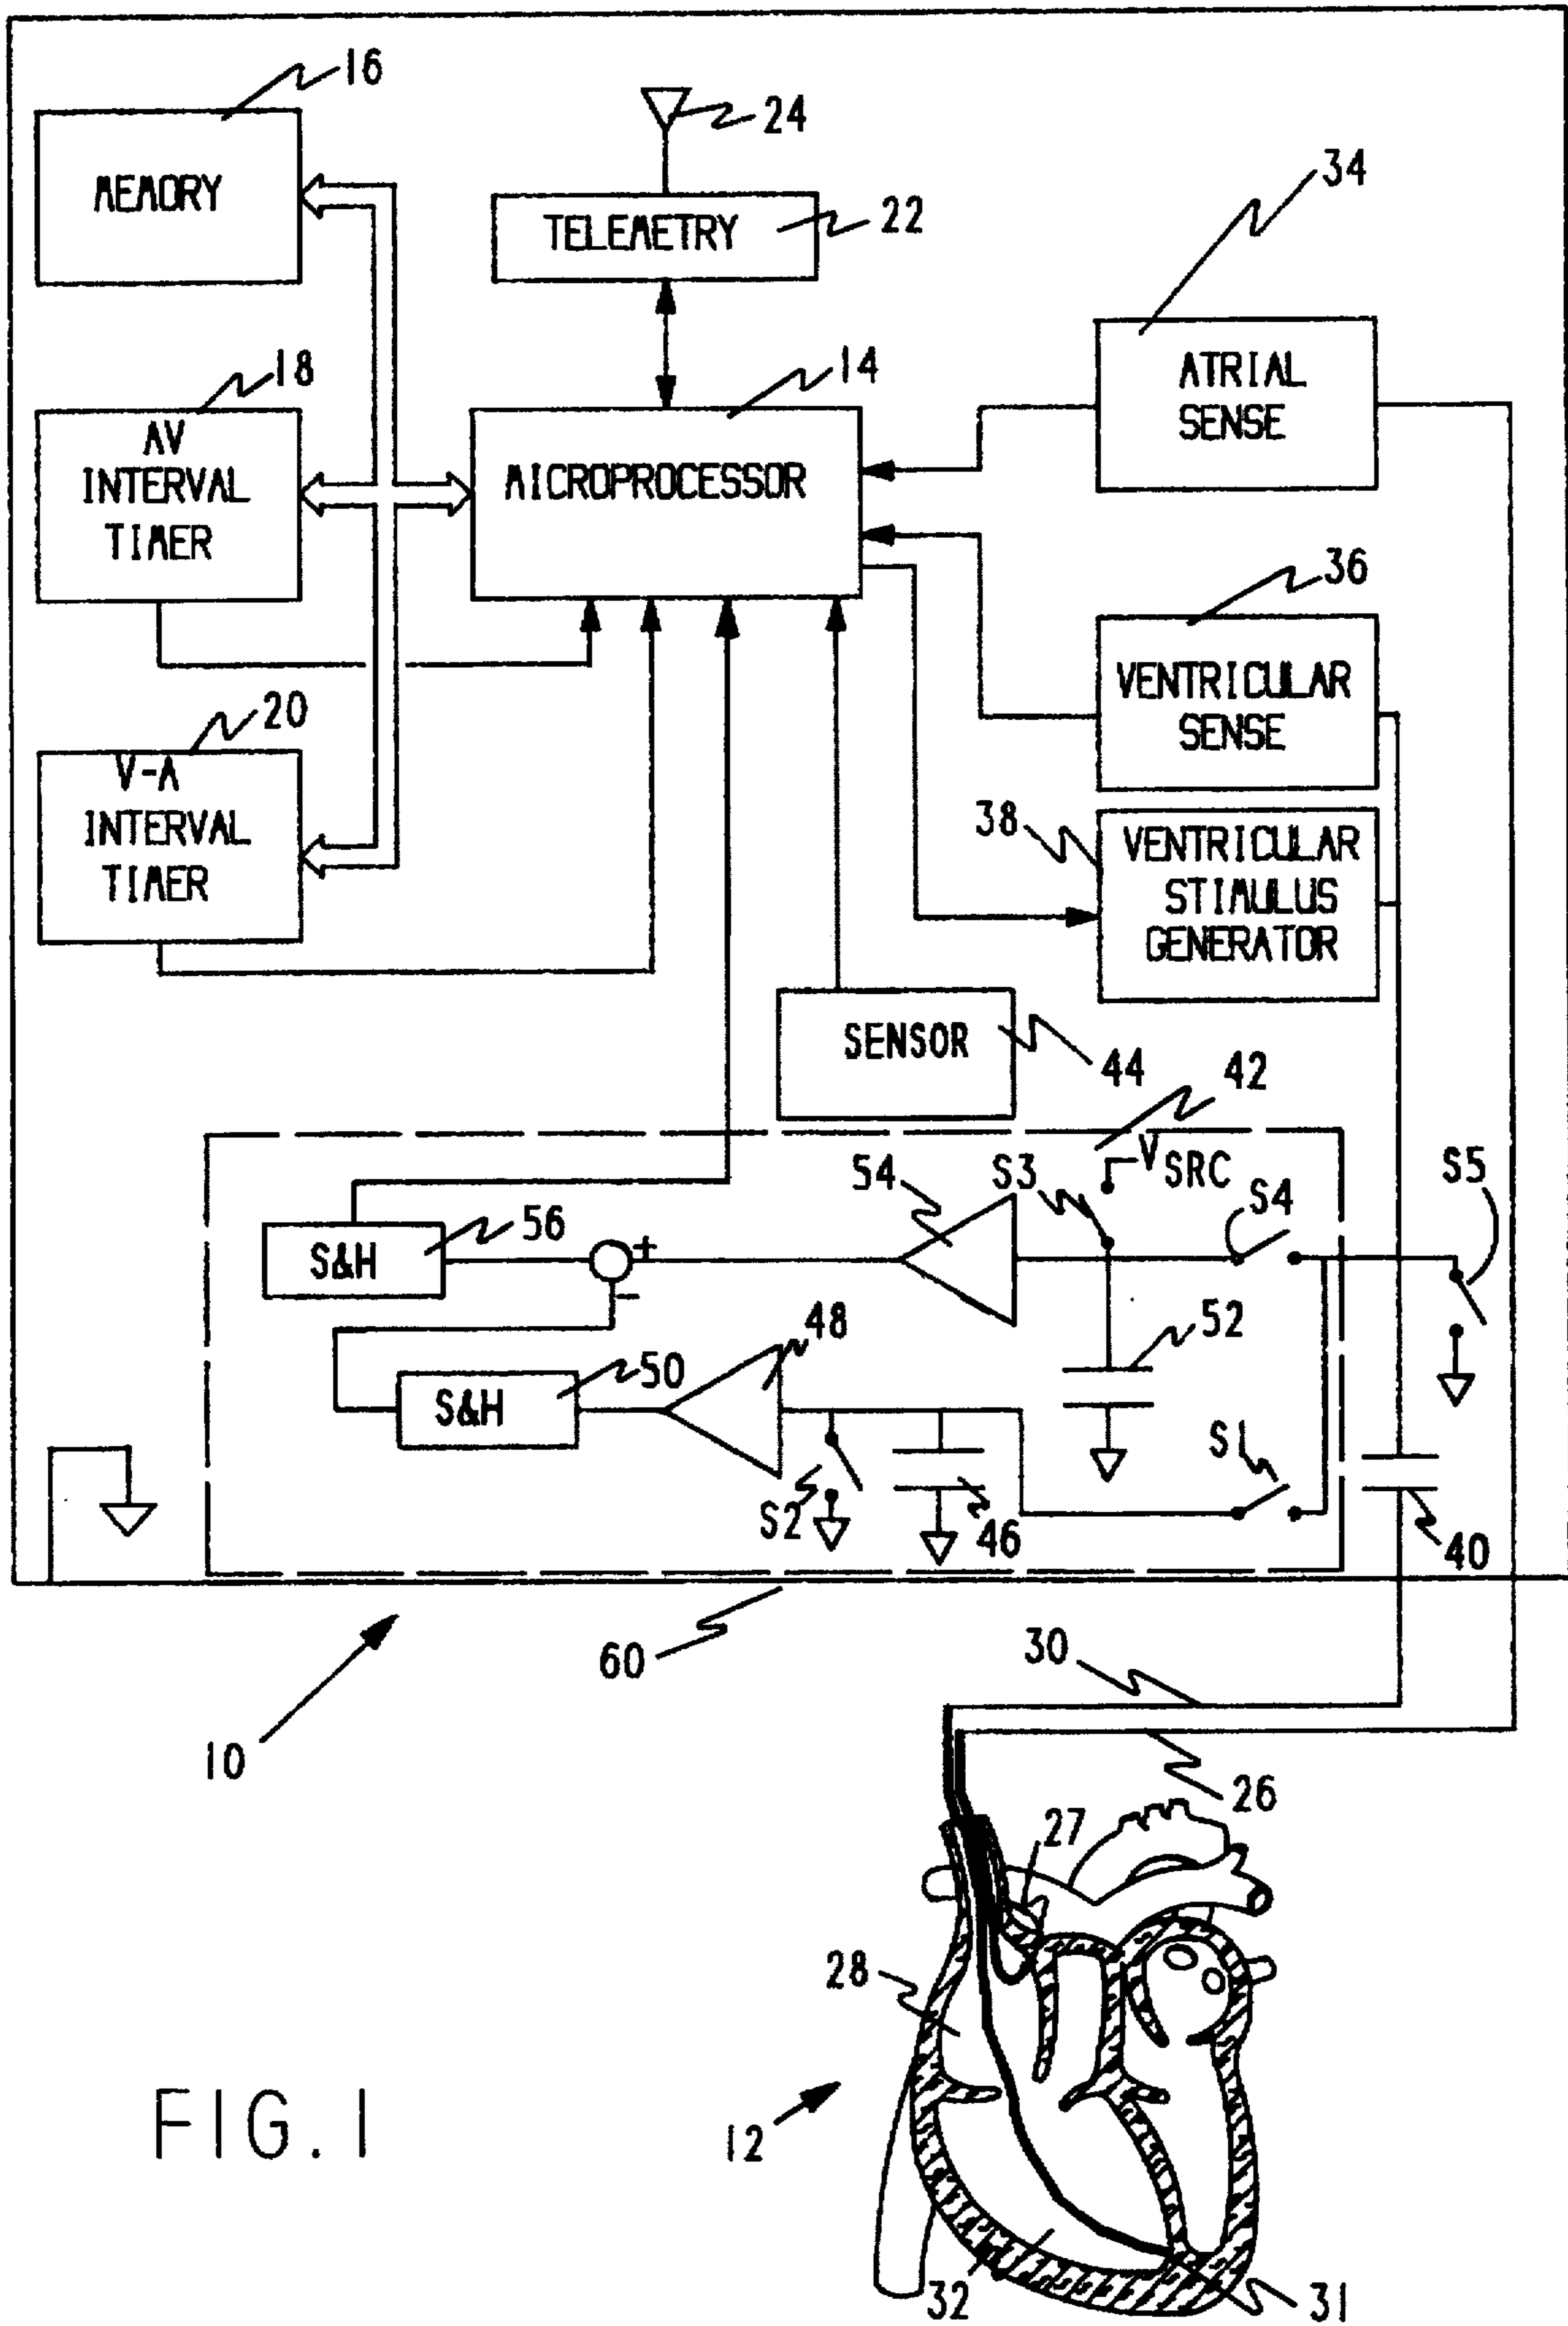 16
24
MEMORY
34
TELEMETRY
22
18
14
ATRIAL
SENSE
AV
INTERVAL
TIMER
MICROPROCESSOR
36
20
VENTRICULAR
SENSE
V-A
INTERVAL
TIMER
38
VENTRICULAR
STIMULUS
GENERATOR
SENSOR
44
42
54
S3
VSRC
S4
S5
56
S&H
+
-
48
52
50
S&H
S1
S2
46
40
60
30
10
26
27
28
FIG. 1
12
32
31